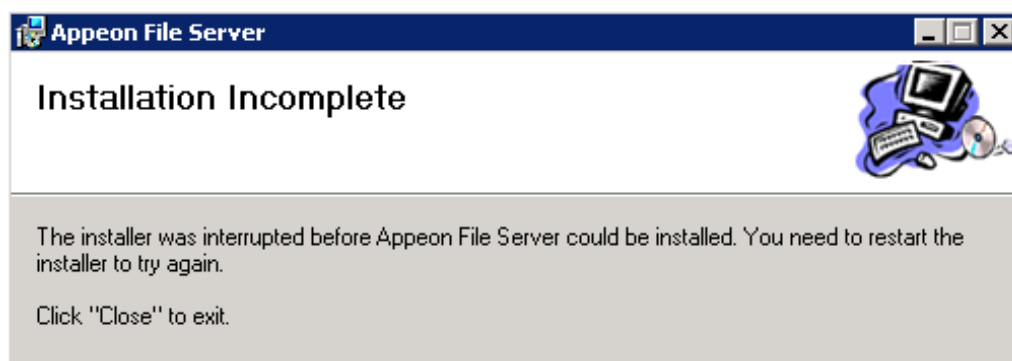 Appeon File Server
Installation Incomplete
The installer was interrupted before Appeon File Server could be installed. You need to restart the
installer to try again.
Click "Close" to exit.